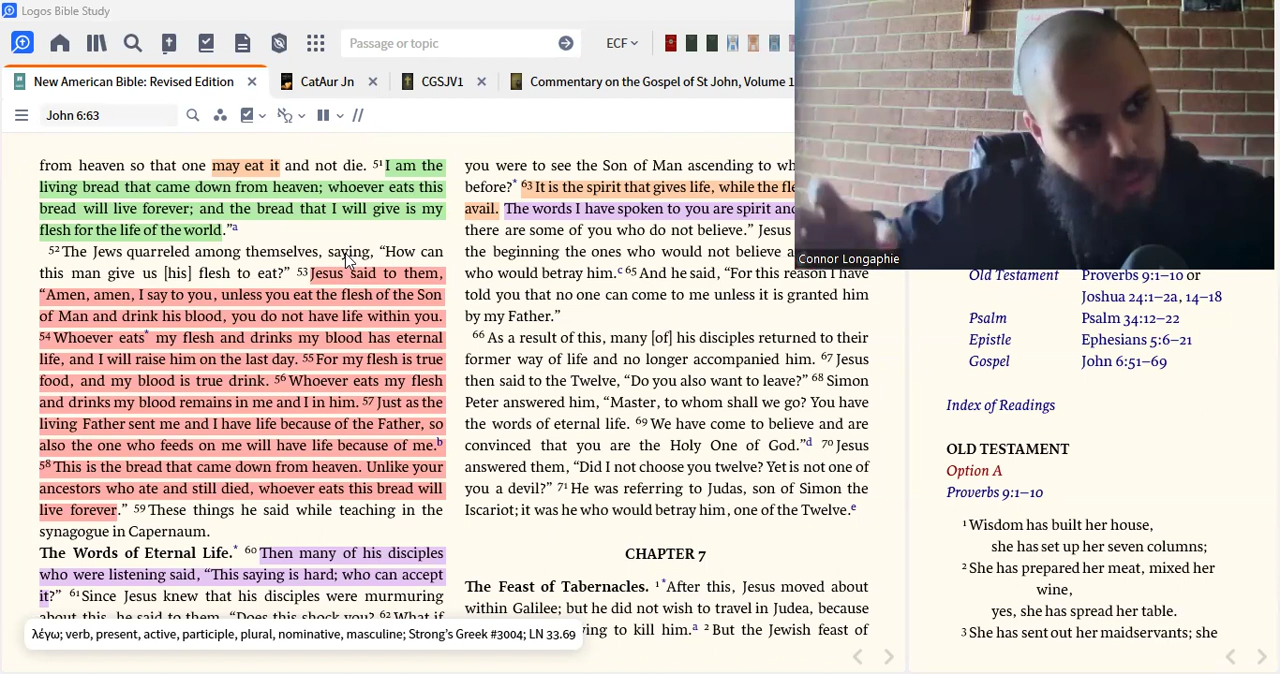 Logos Bible Study
Passage or topic
ECF
New American Bible: Revised Edition
CatAur Jn
CGSJV1
Commentary on the Gospel of St John, Volume 1
John 6:63
from heaven so that one may eat it and not die. 51 I am the
living bread that came down from heaven; whoever eats this
bread will live forever; and the bread that I will give is my
flesh for the life of the world.”a
52 The Jews quarreled among themselves, saying, “How can
this man give us [his] flesh to eat?” 53 Jesus said to them,
“Amen, amen, I say to you, unless you eat the flesh of the Son
of Man and drink his blood, you do not have life within you.
54 Whoever eats* my flesh and drinks my blood has eternal
life, and I will raise him on the last day. 55 For my flesh is true
food, and my blood is true drink. 56 Whoever eats my flesh
and drinks my blood remains in me and I in him. 57 Just as the
living Father sent me and I have life because of the Father, so
also the one who feeds on me will have life because of me.b
58 This is the bread that came down from heaven. Unlike your
ancestors who ate and still died, whoever eats this bread will
live forever.” 59 These things he said while teaching in the
synagogue in Capernaum.
The Words of Eternal Life.* 60 Then many of his disciples
who were listening said, “This saying is hard; who can accept
it?” 61 Since Jesus knew that his disciples were murmuring
about this, he said to them, “Does this shock you? 62 What if
λέγω; verb, present, active, participle, plural, nominative, masculine; Strong’s Greek #3004; LN 33.69
you were to see the Son of Man ascending to wh
before?* 63 It is the spirit that gives life, while the fle
avail. The words I have spoken to you are spirit and
there are some of you who do not believe.” Jesus
the beginning the ones who would not believe a
who would betray him.c 65 And he said, “For this reason I have
told you that no one can come to me unless it is granted him
by my Father.”
66 As a result of this, many [of] his disciples returned to their
former way of life and no longer accompanied him. 67 Jesus
then said to the Twelve, “Do you also want to leave?” 68 Simon
Peter answered him, “Master, to whom shall we go? You have
the words of eternal life. 69 We have come to believe and are
convinced that you are the Holy One of God.”d 70 Jesus
answered them, “Did I not choose you twelve? Yet is not one of
you a devil?” 71 He was referring to Judas, son of Simon the
Iscariot; it was he who would betray him, one of the Twelve.e
CHAPTER 7
The Feast of Tabernacles. 1 * After this, Jesus moved about
within Galilee; but he did not wish to travel in Judea, because
ying to kill him.a 2 But the Jewish feast of
Connor Longaphie
Old Testament Proverbs 9:1–10 or
Joshua 24:1–2a, 14–18
Psalm Psalm 34:12–22
Epistle Ephesians 5:6–21
Gospel John 6:51–69
Index of Readings
OLD TESTAMENT
Option A
Proverbs 9:1–10
1 Wisdom has built her house,
she has set up her seven columns;
2 She has prepared her meat, mixed her
wine,
yes, she has spread her table.
3 She has sent out her maidservants; she